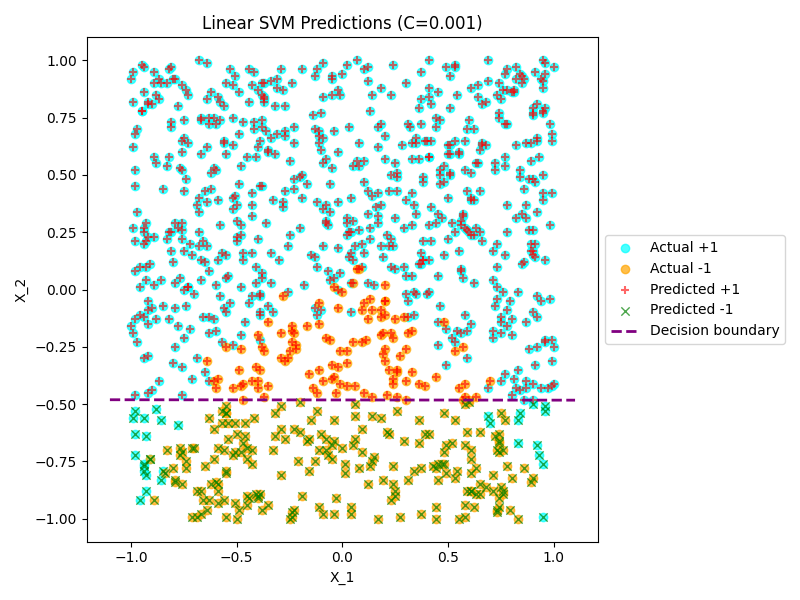 Linear SVM Predictions (C=0.001)
1.00
0.75
0.50
0.25
0.00
−0.25
−0.50
−0.75
−1.00
X_2
−1.0
−0.5
0.0
0.5
1.0
X_1
Actual +1
Actual -1
Predicted +1
Predicted -1
Decision boundary